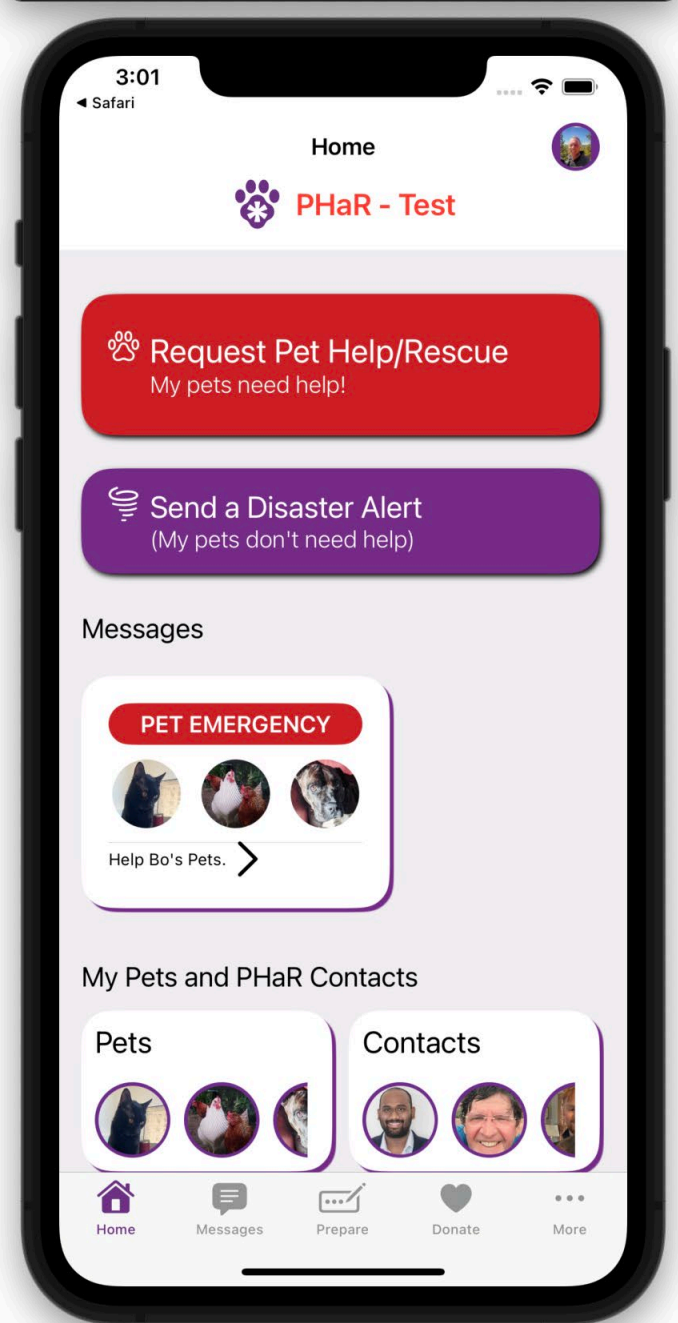 3:01
◀ Safari
Home
PHaR - Test
Request Pet Help/Rescue
My pets need help!
Send a Disaster Alert
(My pets don't need help)
Messages
PET EMERGENCY
Help Bo's Pets.
My Pets and PHaR Contacts
Pets
Contacts
Home
Messages
Prepare
Donate
More